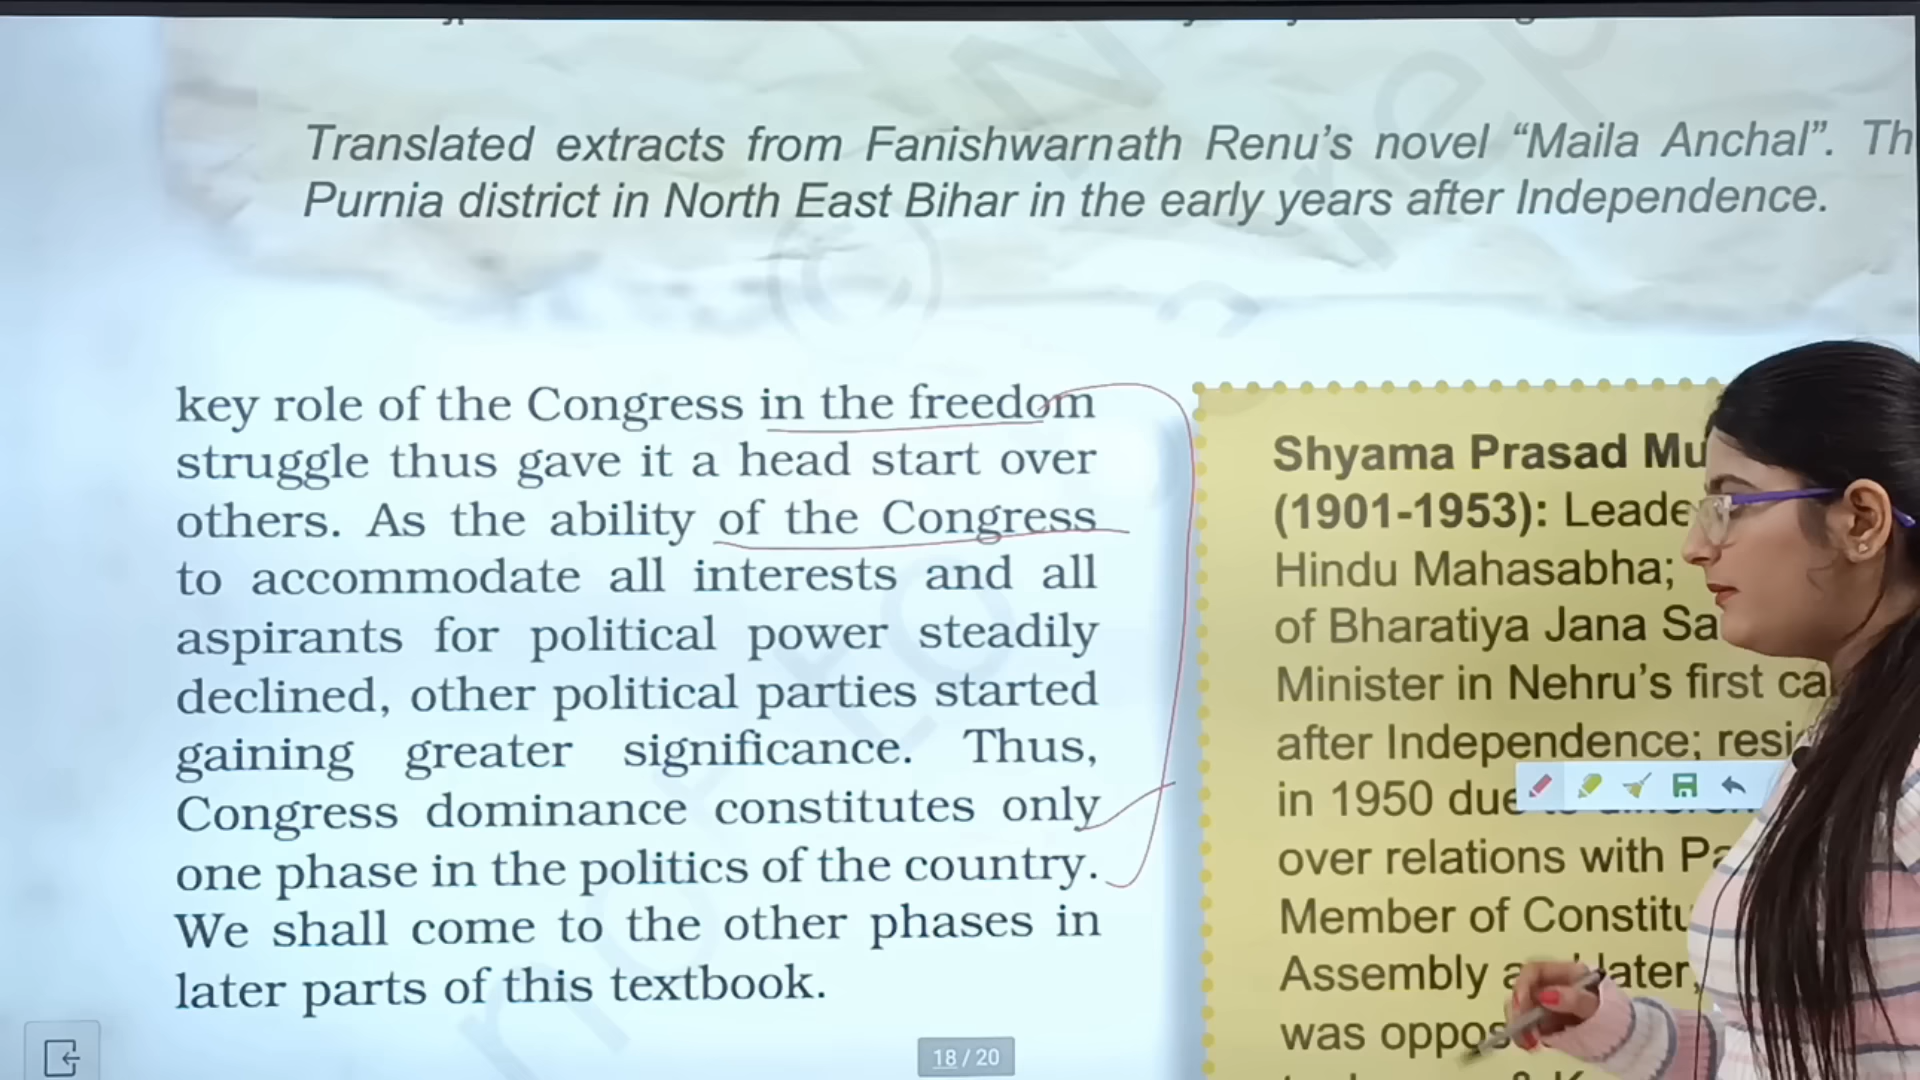 Translated extracts from Fanishwarnath Renu’s novel “Maila Anchal”. Th
Purnia district in North East Bihar in the early years after Independence.
key role of the Congress in the freedom
struggle thus gave it a head start over
others. As the ability of the Congress
to accommodate all interests and all
aspirants for political power steadily
declined, other political parties started
gaining greater significance. Thus,
Congress dominance constitutes only
one phase in the politics of the country.
We shall come to the other phases in
later parts of this textbook.
Shyama Prasad Mu
(1901-1953): Leade
Hindu Mahasabha;
of Bharatiya Jana Sa
Minister in Nehru’s first ca
after Independence; resi
in 1950 due
over relations with Pa
Member of Constitu
Assembly later,
was oppos
18 / 20